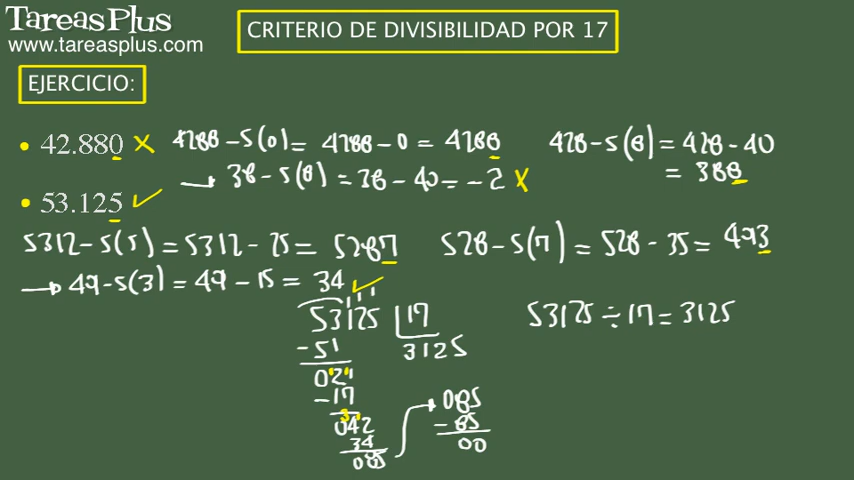 TAREASPLUS
www.tareasplus.com
CRITERIO DE DIVISIBILIDAD POR 17
EJERCICIO:
• 42.880 ✗ 4288 - 5(0) = 4288 - 0 = 4288 428 - 5(8) = 428 - 40
→ 38 - 5(8) = 38 - 40 = -2 ✗ = 388
• 53.125 ✓
5312 - 5(5) = 5312 - 25 = 5287 528 - 5(7) = 528 - 35 = 493
→ 49 - 5(3) = 49 - 15 = 34 ✓
53125 17 53125 ÷ 17 = 3125
-51 3125
021
-17
042
34
085
→ 085
- 85
00